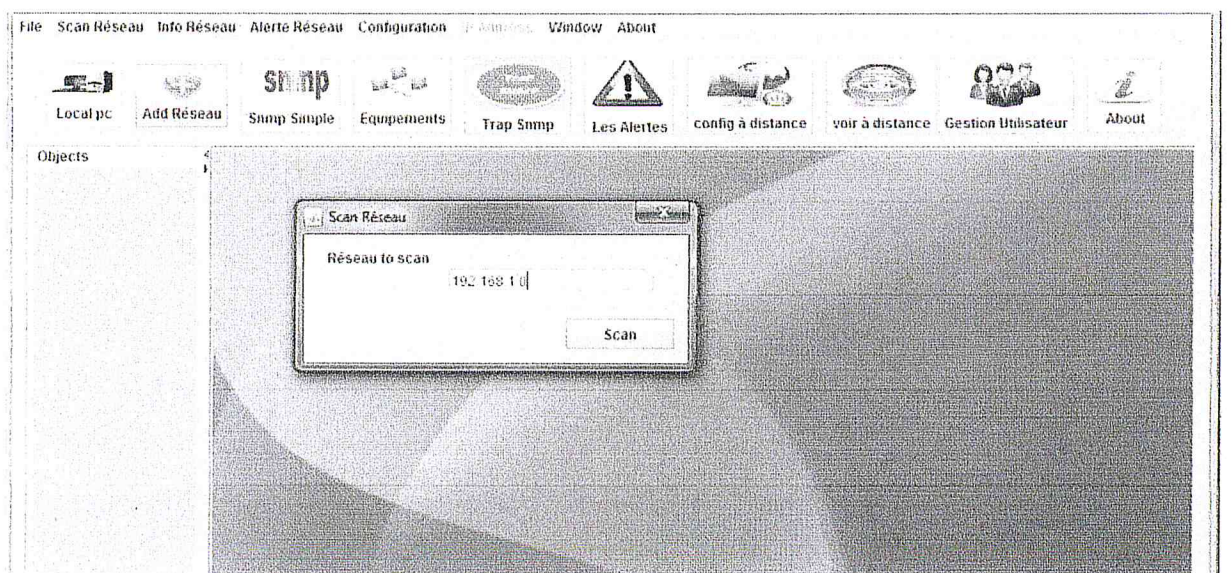 File Scan Réseau Info Réseau Alerte Réseau Configuration Window About
snmp
Local pc Add Réseau Snmp Simple Equipements Trap Snmp Les Alertes config à distance voir à distance Gestion Utilisateur About
Objects
Scan Réseau
Réseau to scan
192.168.1.0
Scan